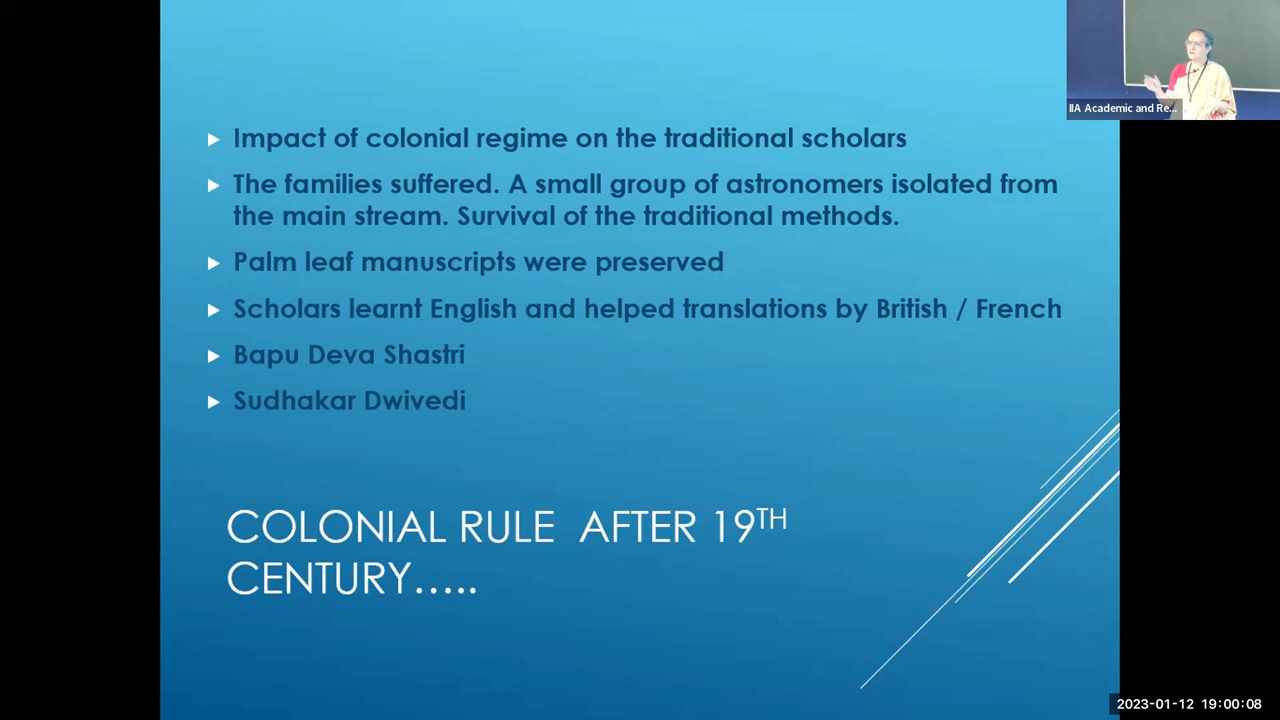 IIA Academic and Re...
Impact of colonial regime on the traditional scholars
The families suffered. A small group of astronomers isolated from
the main stream. Survival of the traditional methods.
Palm leaf manuscripts were preserved
Scholars learnt English and helped translations by British / French
Bapu Deva Shastri
Sudhakar Dwivedi
COLONIAL RULE  AFTER 19TH
CENTURY.....
2023-01-12 19:00:08